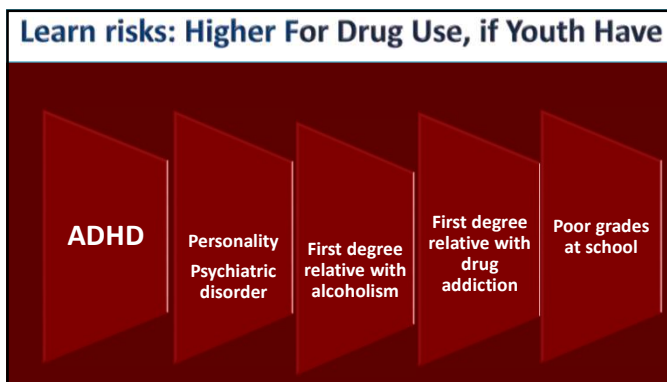 Learn risks: Higher For Drug Use, if Youth Have
ADHD
Personality
Psychiatric
disorder
First degree
relative with
alcoholism
First degree
relative with
drug
addiction
Poor grades
at school